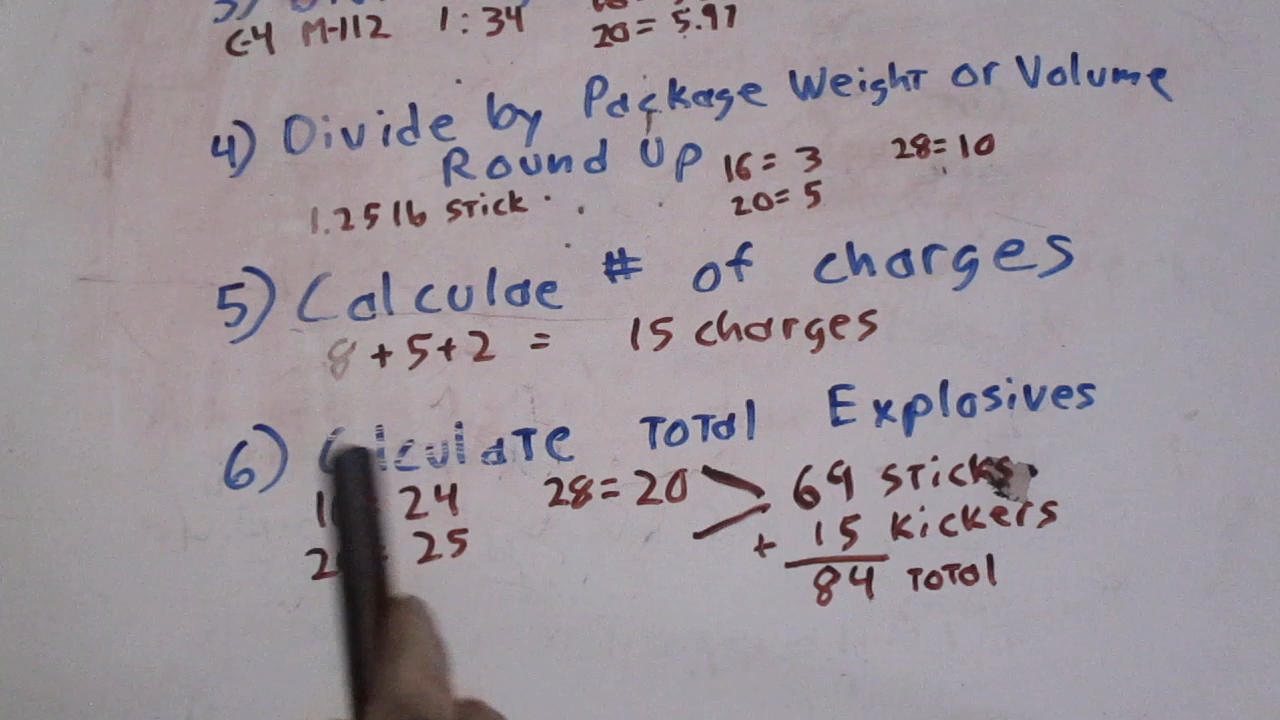 C-4 M-112 1:34 20= 5.97
4) Divide by Package Weight or Volume
Round Up 16=3 28=10
1.25 lb stick 20=5
5) Calculae # of charges
8+5+2 = 15 charges
6) Calculate Total Explosives
24 28=20 69 sticks
25 + 15 kickers
84 Total